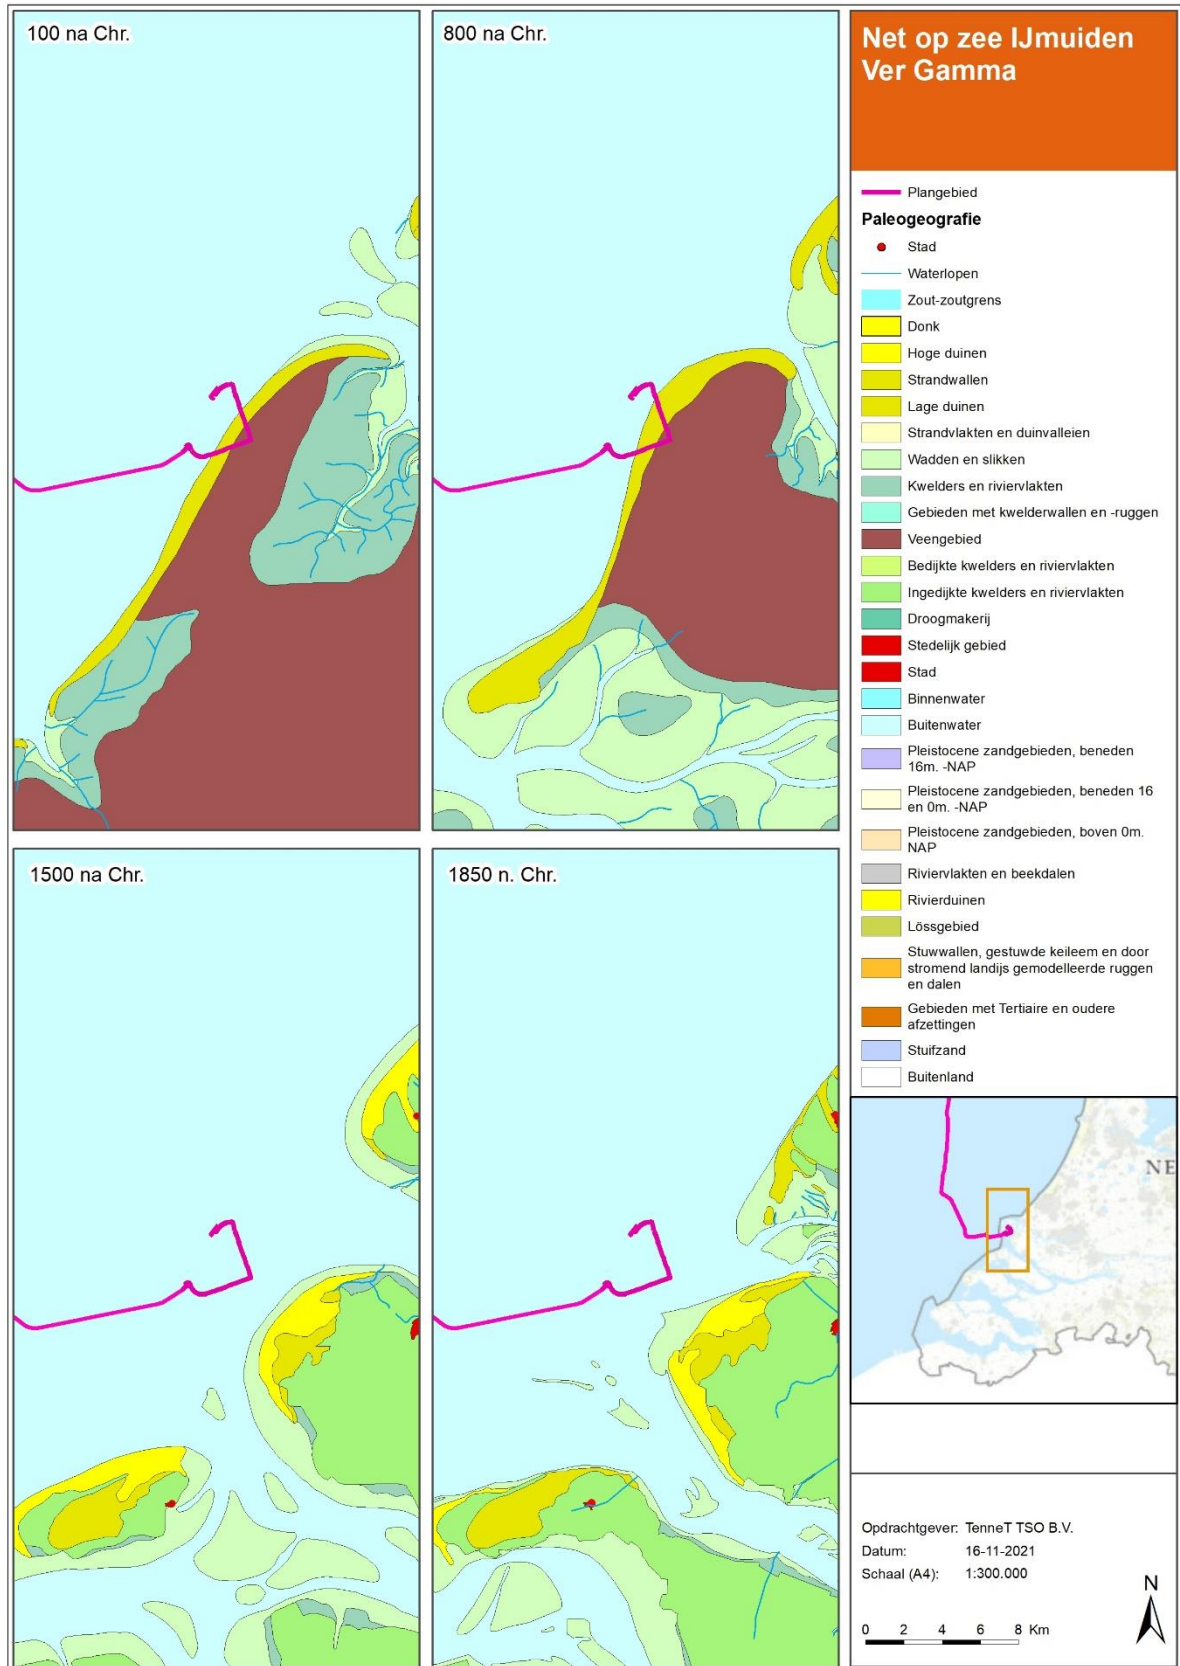 100 na Chr.
800 na Chr.
1500 na Chr.
1850 n. Chr.
Net op zee IJmuiden
Ver Gamma
Plangebied
Paleogeografie
Stad
Waterlopen
Zout-zoutgrens
Donk
Hoge duinen
Strandwallen
Lage duinen
Strandvlakten en duinvalleien
Wadden en slikken
Kwelders en riviervlakten
Gebieden met kwelderwallen en -ruggen
Veengebied
Bedijkte kwelders en riviervlakten
Ingedijkte kwelders en riviervlakten
Droogmakerij
Stedelijk gebied
Stad
Binnenwater
Buitenwater
Pleistocene zandgebieden, beneden
16m. -NAP
Pleistocene zandgebieden, beneden 16
en 0m. -NAP
Pleistocene zandgebieden, boven 0m.
NAP
Riviervlakten en beekdalen
Rivierduinen
Lössgebied
Stuwwallen, gestuwde keileem en door
stromend landijs gemodelleerde ruggen
en dalen
Gebieden met Tertiaire en oudere
afzettingen
Stuifzand
Buitenland
NE
Opdrachtgever: TenneT TSO B.V.
Datum: 16-11-2021
Schaal (A4): 1:300.000
N
0 2 4 6 8 Km